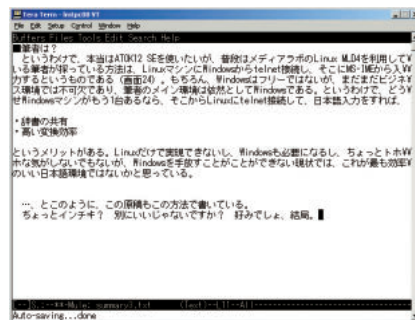 Tera Term - helps98 VT
File Edit Setup Control Window Help
Buffers Files Tools Edit Search Help
■筆者は？
というわけで、本当はATOK12 SEを使いたいが、普段はメディアラボのLinux MLD4を利用して¥
いる筆者が採っている方法は、LinuxマシンにWindowsからtelnet接続し、そこにMS-IMEから入¥
力するというものである（画面24）。もちろん、Windowsはフリーではないが、まだまだビジネ¥
ス環境では不可欠であり、筆者のメイン環境は依然としてWindowsである。というわけで、どう¥
せWindowsマシンがもう1台あるなら、そこからLinuxにtelnet接続して、日本語入力をすれば、
・辞書の共有
・高い変換効率
というメリットがある。Linuxだけで実現できないし、Windowsも必要になるし、ちょっとトホ¥
ホな気がしないでもないが、Windowsを手放すことがことができない現状では、これが最も効率¥
のいい日本語環境ではないかと思っている。
…、とこのように、この原稿もこの方法で書いている。
ちょっとインチキ？ 別にいいじゃないですか？ 好みでしょ、結局。
Mule: summary3.txt (Text)--L11--All
Auto-saving...done